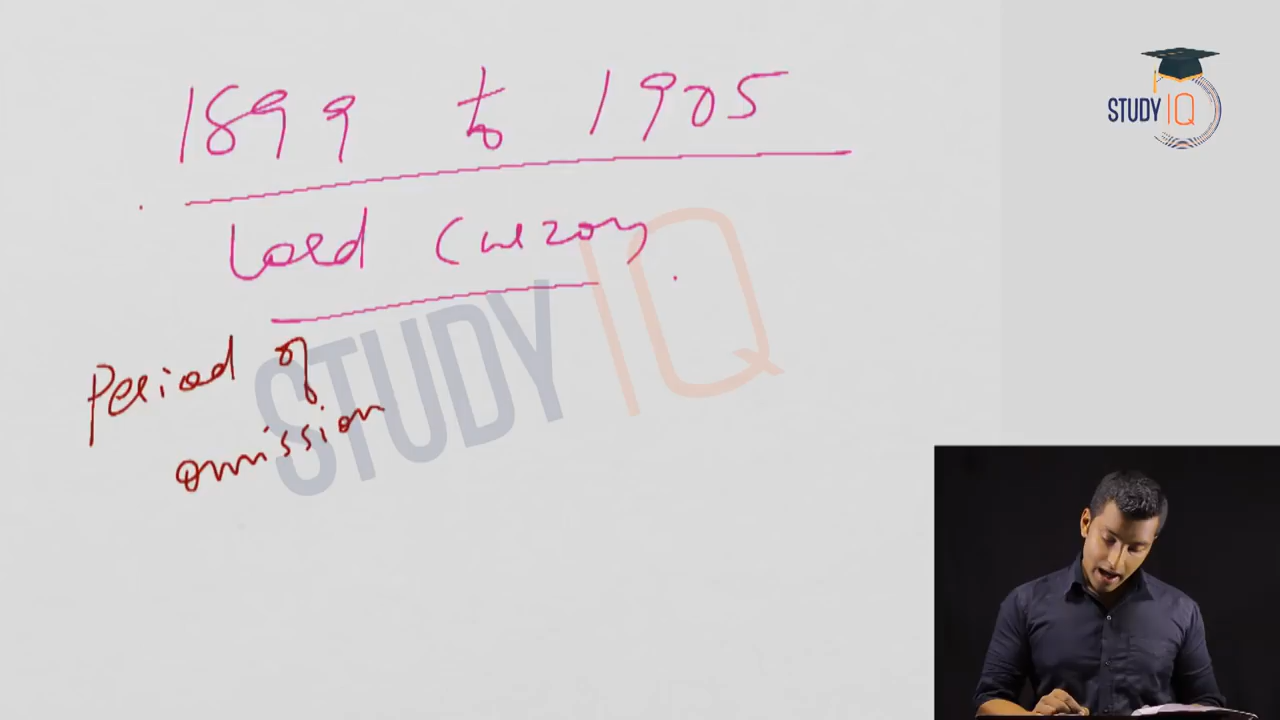 1899 to 1905
STUDY IQ
Lord Curzon
STUDY IQ
Period of
omission